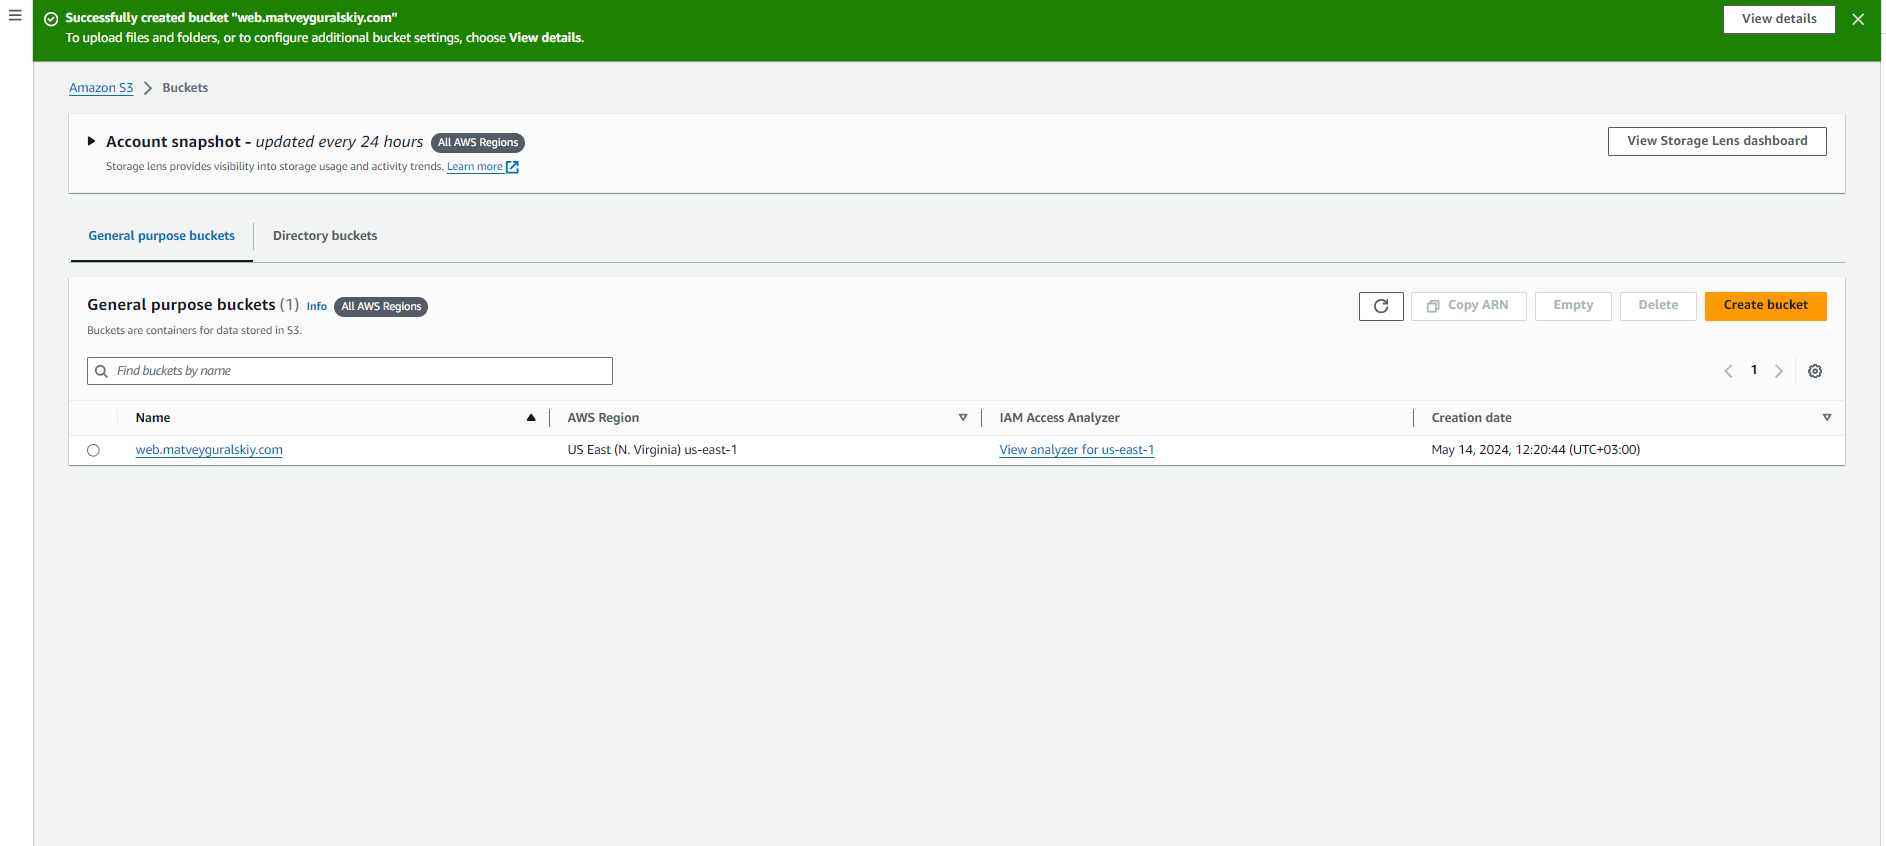 Successfully created bucket "web.matveyguralskiy.com"
To upload files and folders, or to configure additional bucket settings, choose View details.
View details
Amazon S3 Buckets
Account snapshot - updated every 24 hours All AWS Regions
Storage lens provides visibility into storage usage and activity trends. Learn more
View Storage Lens dashboard
General purpose buckets Directory buckets
General purpose buckets (1) Info All AWS Regions
Buckets are containers for data stored in S3.
Copy ARN Empty Delete Create bucket
Find buckets by name
1
Name AWS Region IAM Access Analyzer Creation date
web.matveyguralskiy.com US East (N. Virginia) us-east-1 View analyzer for us-east-1 May 14, 2024, 12:20:44 (UTC+03:00)